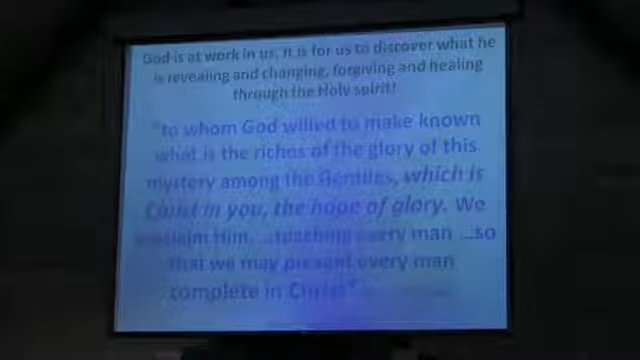 God is at work in us, it is for us to discover what he
is revealing and changing, forgiving and healing
through the Holy spirit!
"to whom God willed to make known
what is the riches of the glory of this
mystery among the Gentiles, which is
Christ in you, the hope of glory. We
Him, ...teaching every man ...so
that we may present every man
complete in Christ"